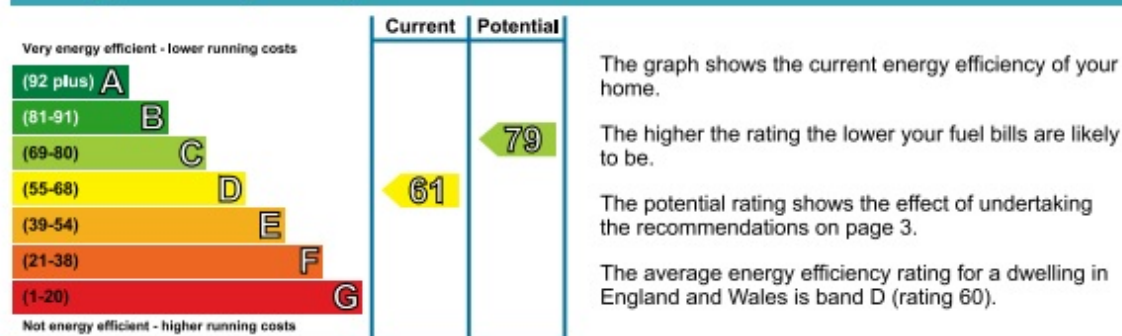 Current Potential
Very energy efficient - lower running costs
(92 plus) A
(81-91) B
(69-80) C
(55-68) D
(39-54) E
(21-38) F
(1-20) G
Not energy efficient - higher running costs
61
79
The graph shows the current energy efficiency of your
home.
The higher the rating the lower your fuel bills are likely
to be.
The potential rating shows the effect of undertaking
the recommendations on page 3.
The average energy efficiency rating for a dwelling in
England and Wales is band D (rating 60).